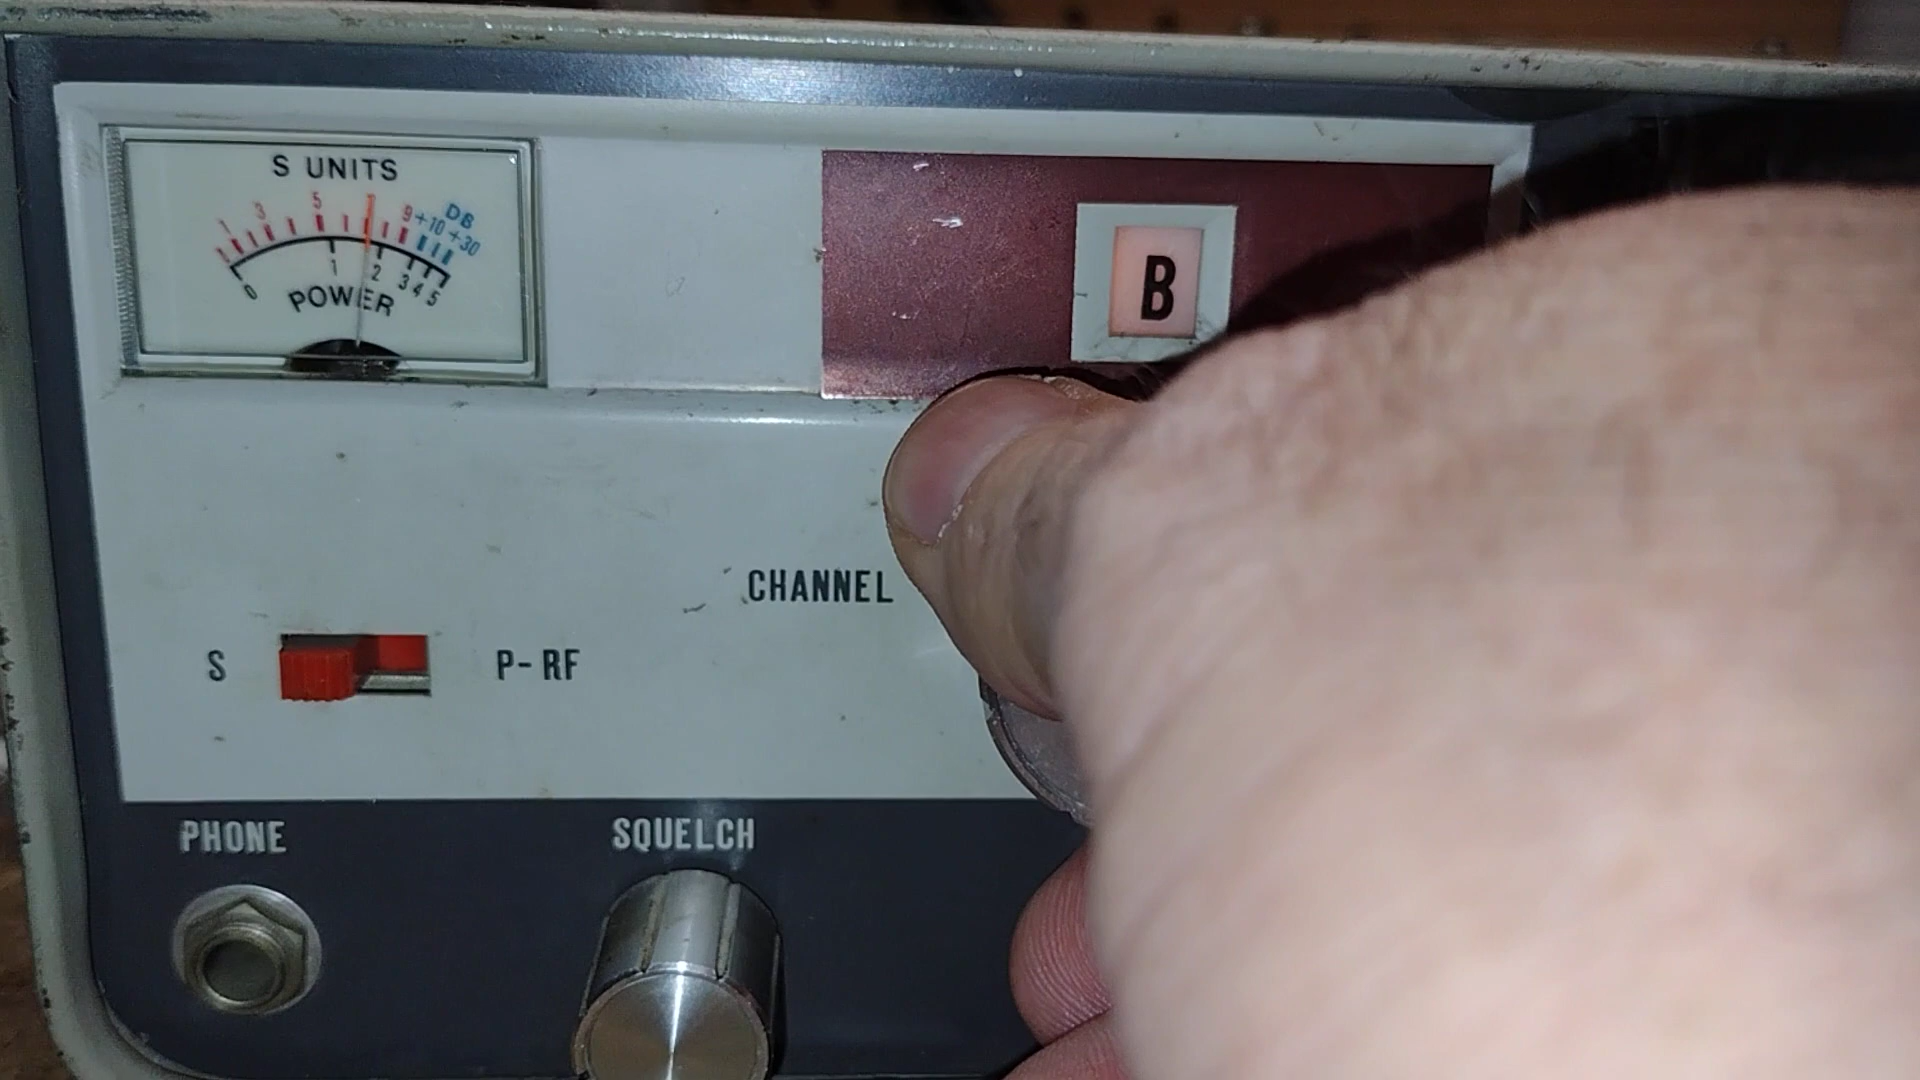 S UNITS
1 3 5 9 +10 +30
DB
0 1 2 3 4 5
POWER
B
CHANNEL
S
P-RF
PHONE
SQUELCH